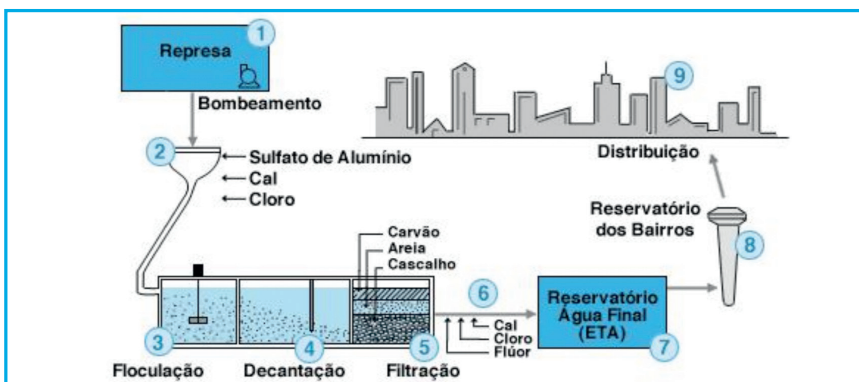 1
Represa
Bombeamento
2
Sulfato de Alumínio
Cal
Cloro
9
Distribuição
Reservatório
dos Bairros
8
Carvão
Areia
Cascalho
6
Cal
Cloro
Flúor
Reservatório
Água Final
(ETA)
7
3
4
5
Floculação
Decantação
Filtração